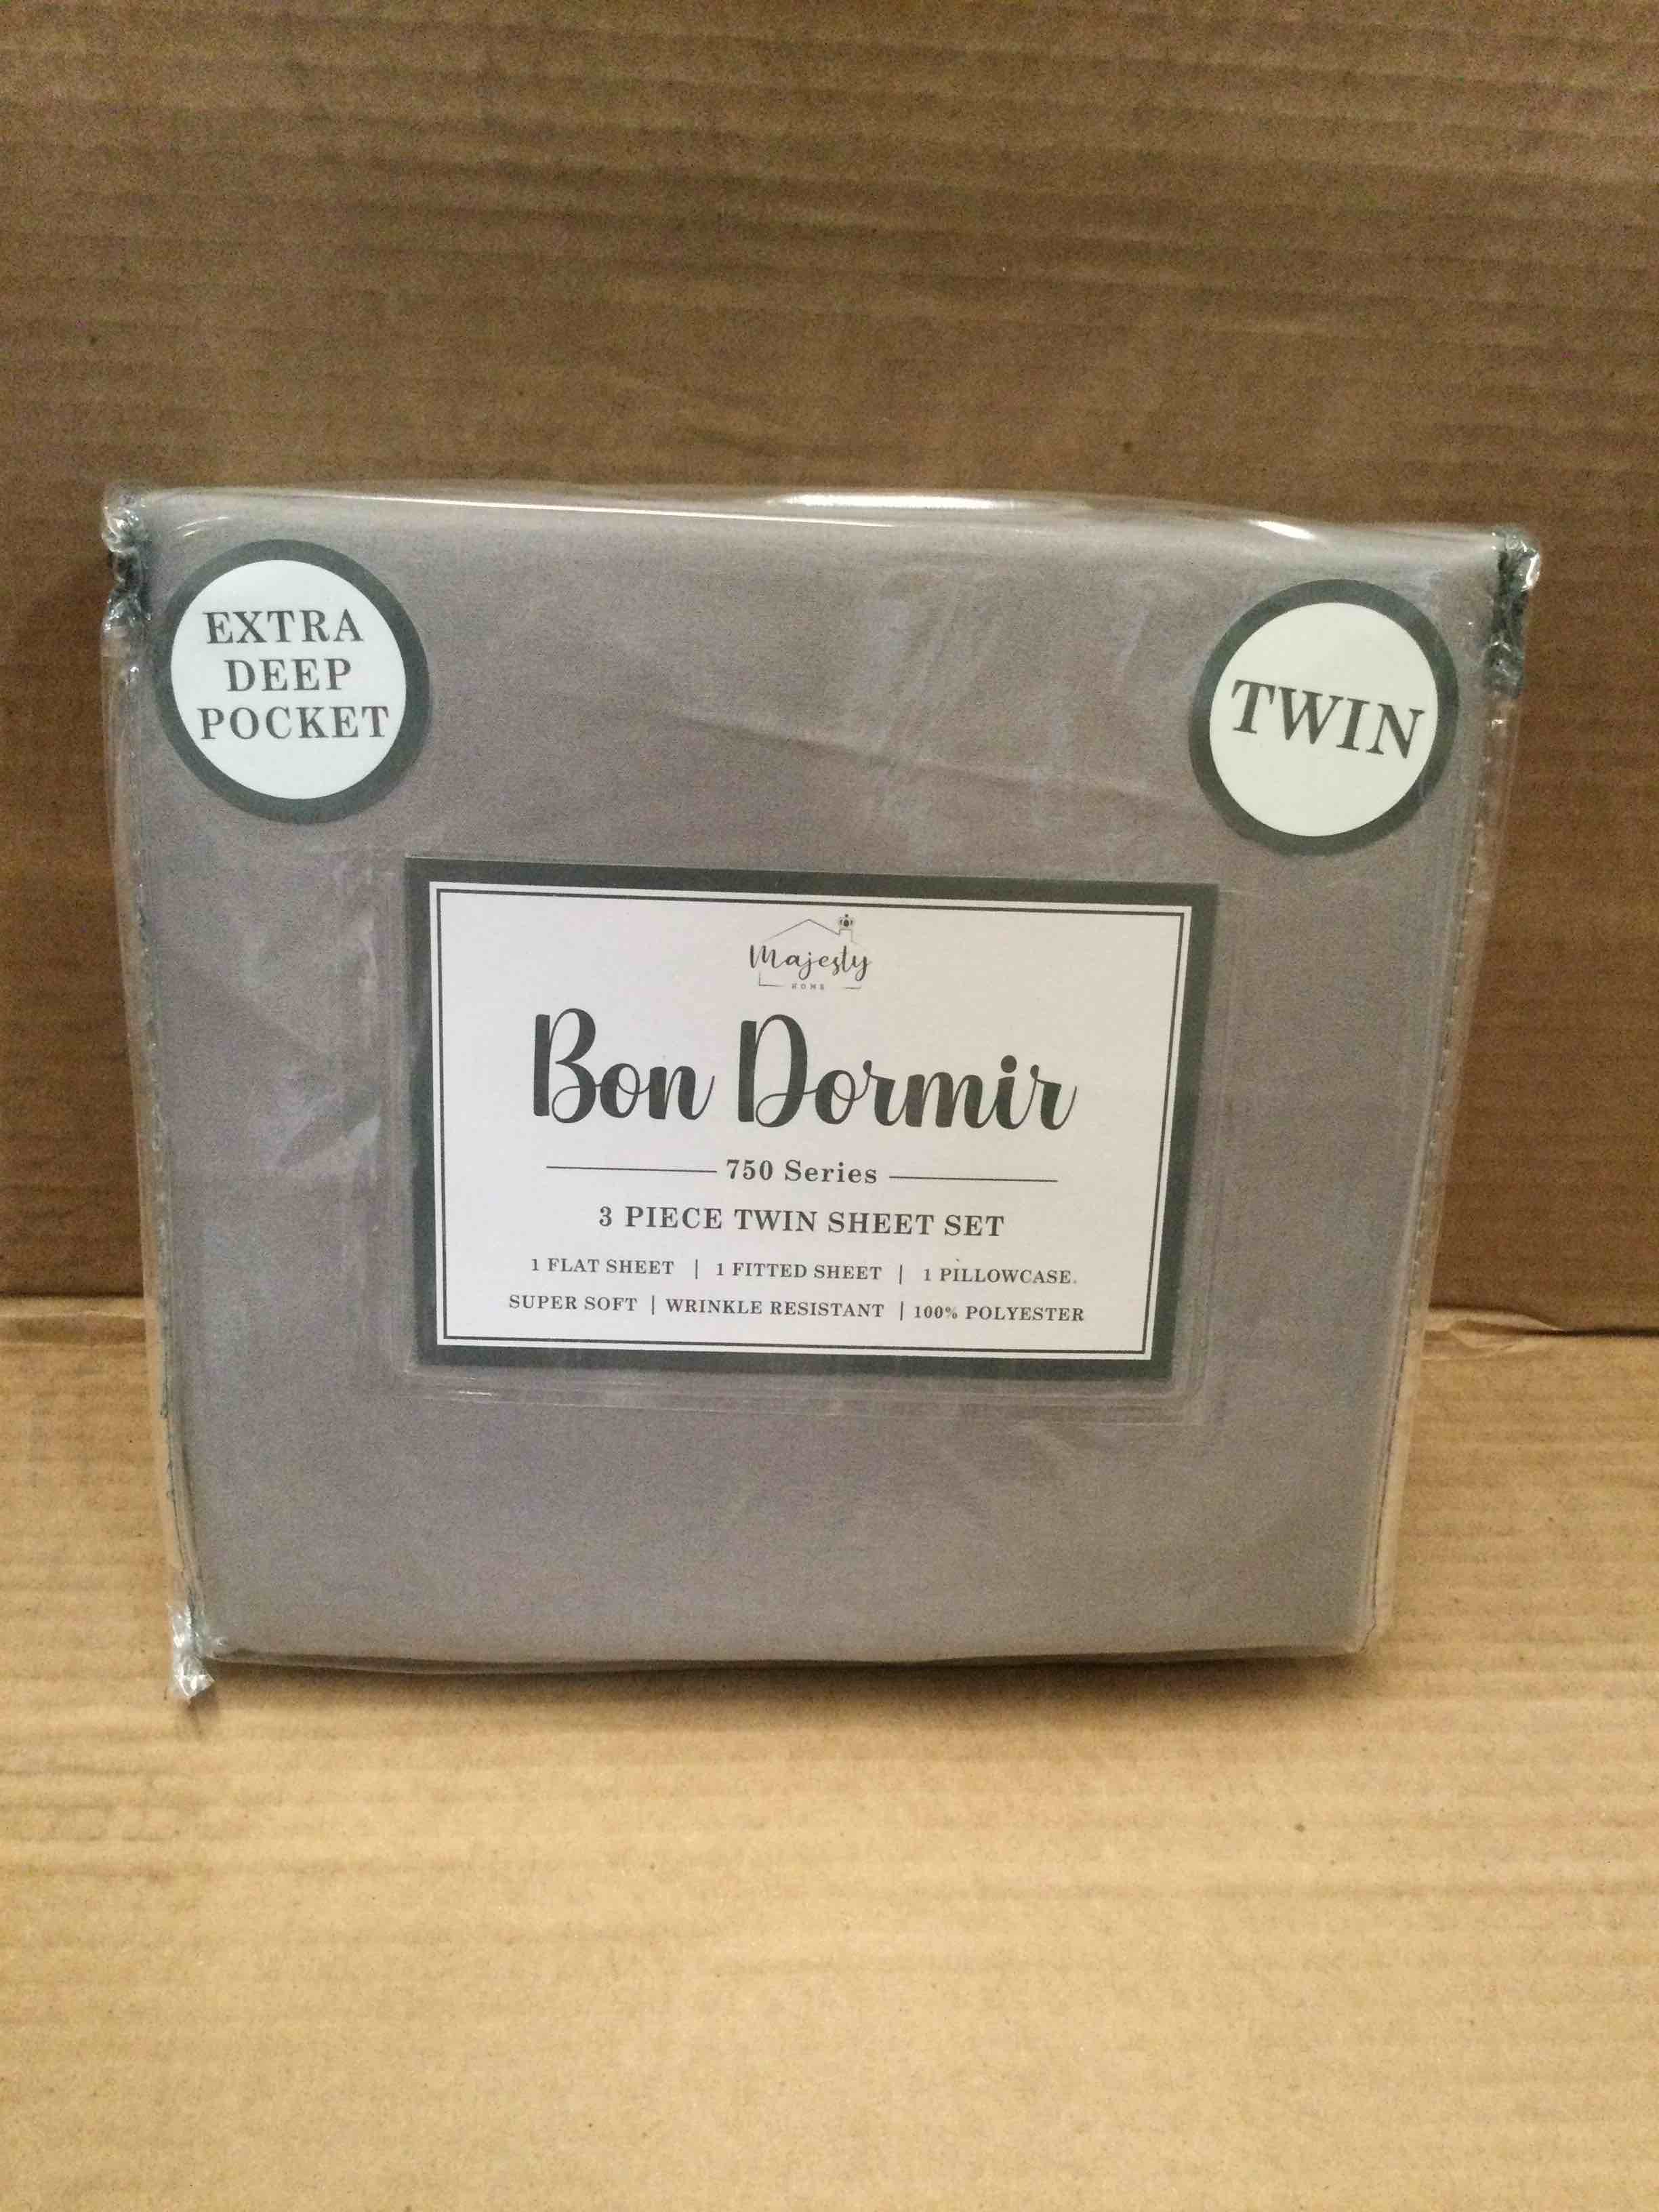 EXTRA
DEEP
POCKET
TWIN
Majesty
HOME
Bon Dormir
750 Series
3 PIECE TWIN SHEET SET
1 FLAT SHEET | 1 FITTED SHEET | 1 PILLOWCASE.
SUPER SOFT | WRINKLE RESISTANT | 100% POLYESTER